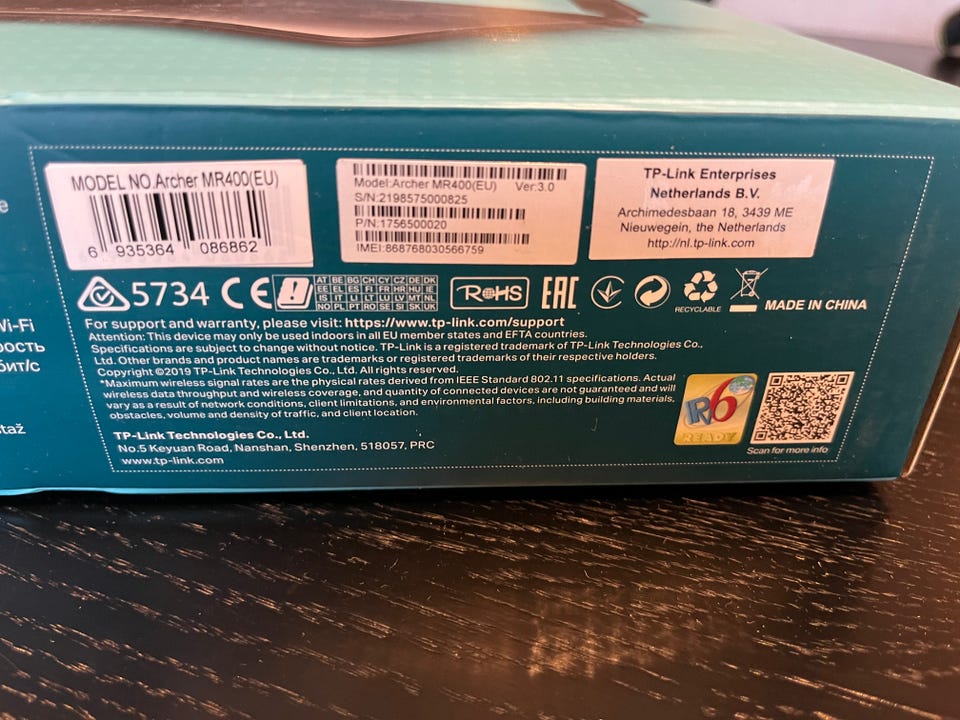 MODEL NO.Archer MR400(EU)
6 935364 086862
Model:Archer MR400(EU) Ver:3.0
S/N:2198575000825
P/N:1756500020
IMEI:868768030566759
TP-Link Enterprises
Netherlands B.V.
Archimedesbaan 18, 3439 ME
Nieuwegein, the Netherlands
http://nl.tp-link.com
5734 CE
AT BE BG CH CY CZ DE DK
EE EL ES FI FR HR HU IE
IS IT LI LT LU LV MT NL
NO PL PT RO SE SI SK UK
RoHS
EAC
RECYCLABLE
MADE IN CHINA
For support and warranty, please visit: https://www.tp-link.com/support
Attention: This device may only be used indoors in all EU member states and EFTA countries.
Specifications are subject to change without notice. TP-Link is a registered trademark of TP-Link Technologies Co.,
Ltd. Other brands and product names are trademarks or registered trademarks of their respective holders.
Copyright ©2019 TP-Link Technologies Co., Ltd. All rights reserved.
*Maximum wireless signal rates are the physical rates derived from IEEE Standard 802.11 specifications. Actual
wireless data throughput and wireless coverage, and quantity of connected devices are not guaranteed and will
vary as a result of network conditions, client limitations, and environmental factors, including building materials,
obstacles, volume and density of traffic, and client location.
TP-Link Technologies Co., Ltd.
No.5 Keyuan Road, Nanshan, Shenzhen, 518057, PRC
www.tp-link.com
IPv6
READY
Scan for more info
Wi-Fi